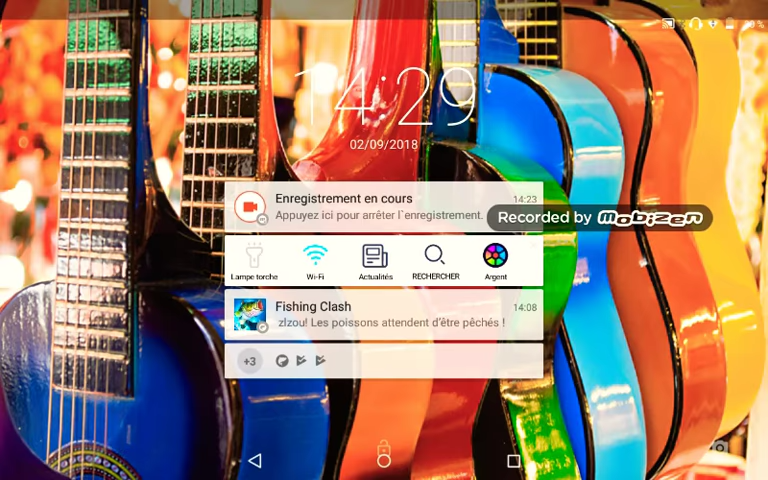 14:29
02/09/2018
Enregistrement en cours 14:23
Appuyez ici pour arrêter l`enregistrement.
Recorded by mobizen
Lampe torche Wi-Fi Actualités RECHERCHER Argent
Fishing Clash 14:08
zlzou! Les poissons attendent d'être pêchés !
+3